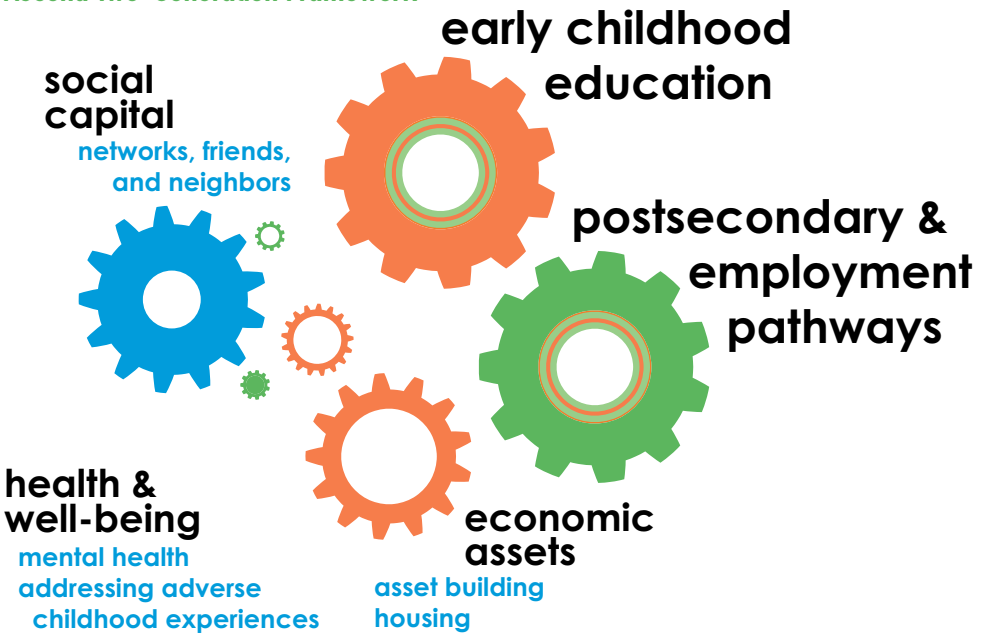 early childhood
education
social
capital
networks, friends,
and neighbors
postsecondary &
employment
pathways
health &
well-being
mental health
addressing adverse
childhood experiences
economic
assets
asset building
housing